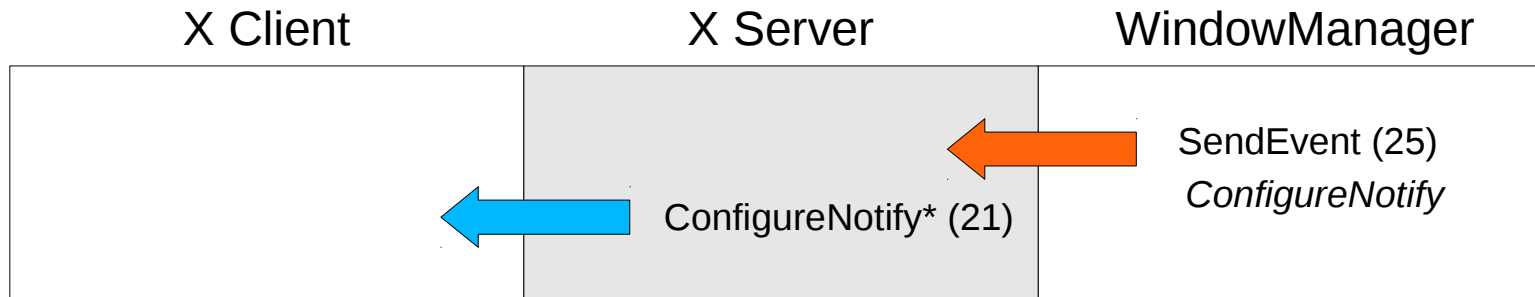 X Client
X Server
WindowManager
SendEvent (25)
ConfigureNotify
ConfigureNotify* (21)